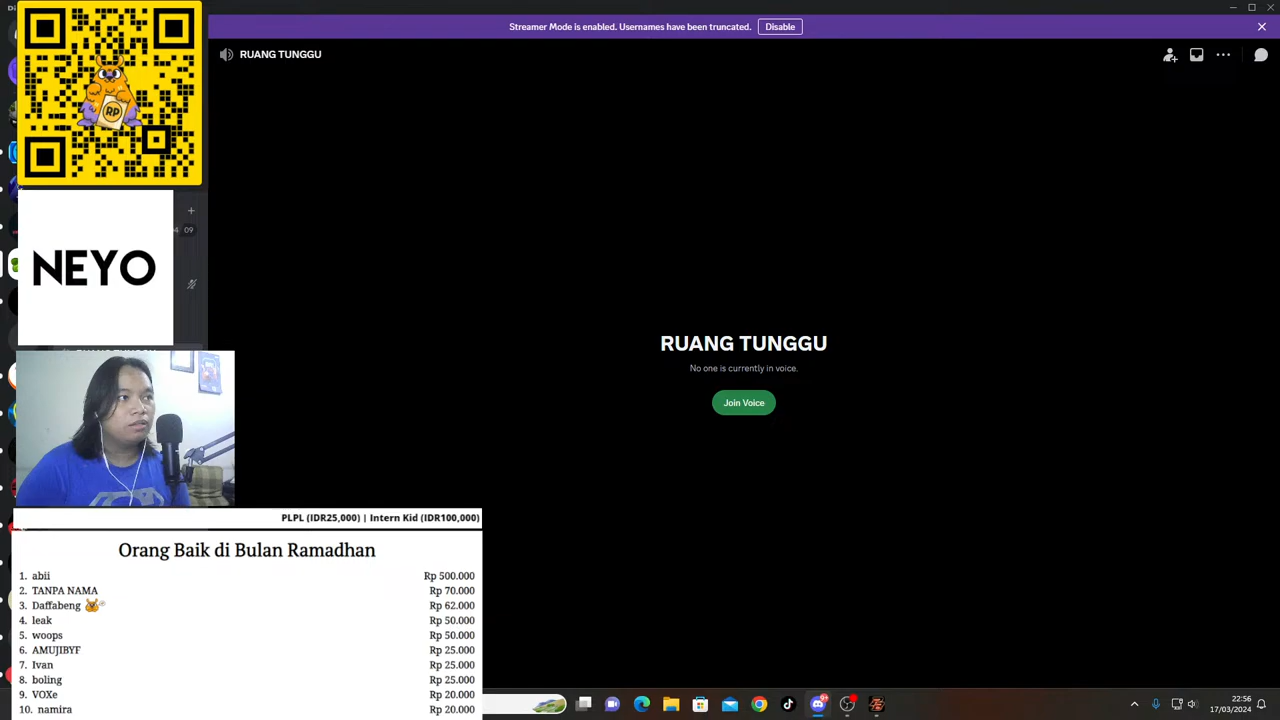 Streamer Mode is enabled. Usernames have been truncated. Disable
RUANG TUNGGU
RP
09
NEYO
RUANG TUNGGU
No one is currently in voice.
Join Voice
PLPL (IDR25,000) | Intern Kid (IDR100,000)
Orang Baik di Bulan Ramadhan
1. abii Rp 500.000
2. TANPA NAMA Rp 70.000
3. Daffabeng Rp 62.000
4. leak Rp 50.000
5. woops Rp 50.000
6. AMUJIBYF Rp 25.000
7. Ivan Rp 25.000
8. boling Rp 25.000
9. VOXe Rp 20.000
10. namira Rp 20.000
22:56
17/03/2024